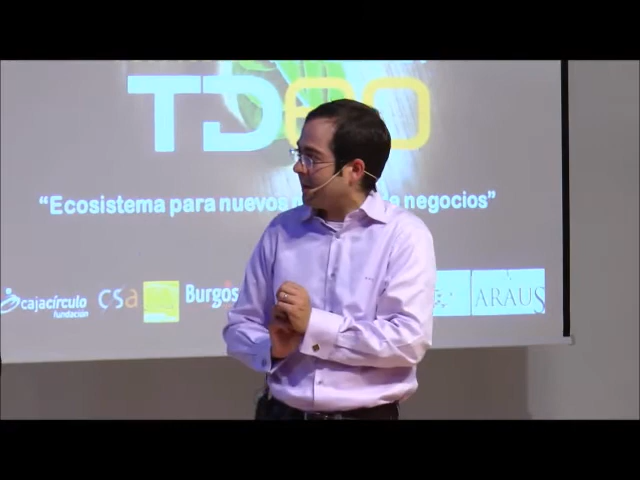 “Ecosistema para nuevos
negocios”
cajacírculo
fundación
csa
Burgos
ARAUS